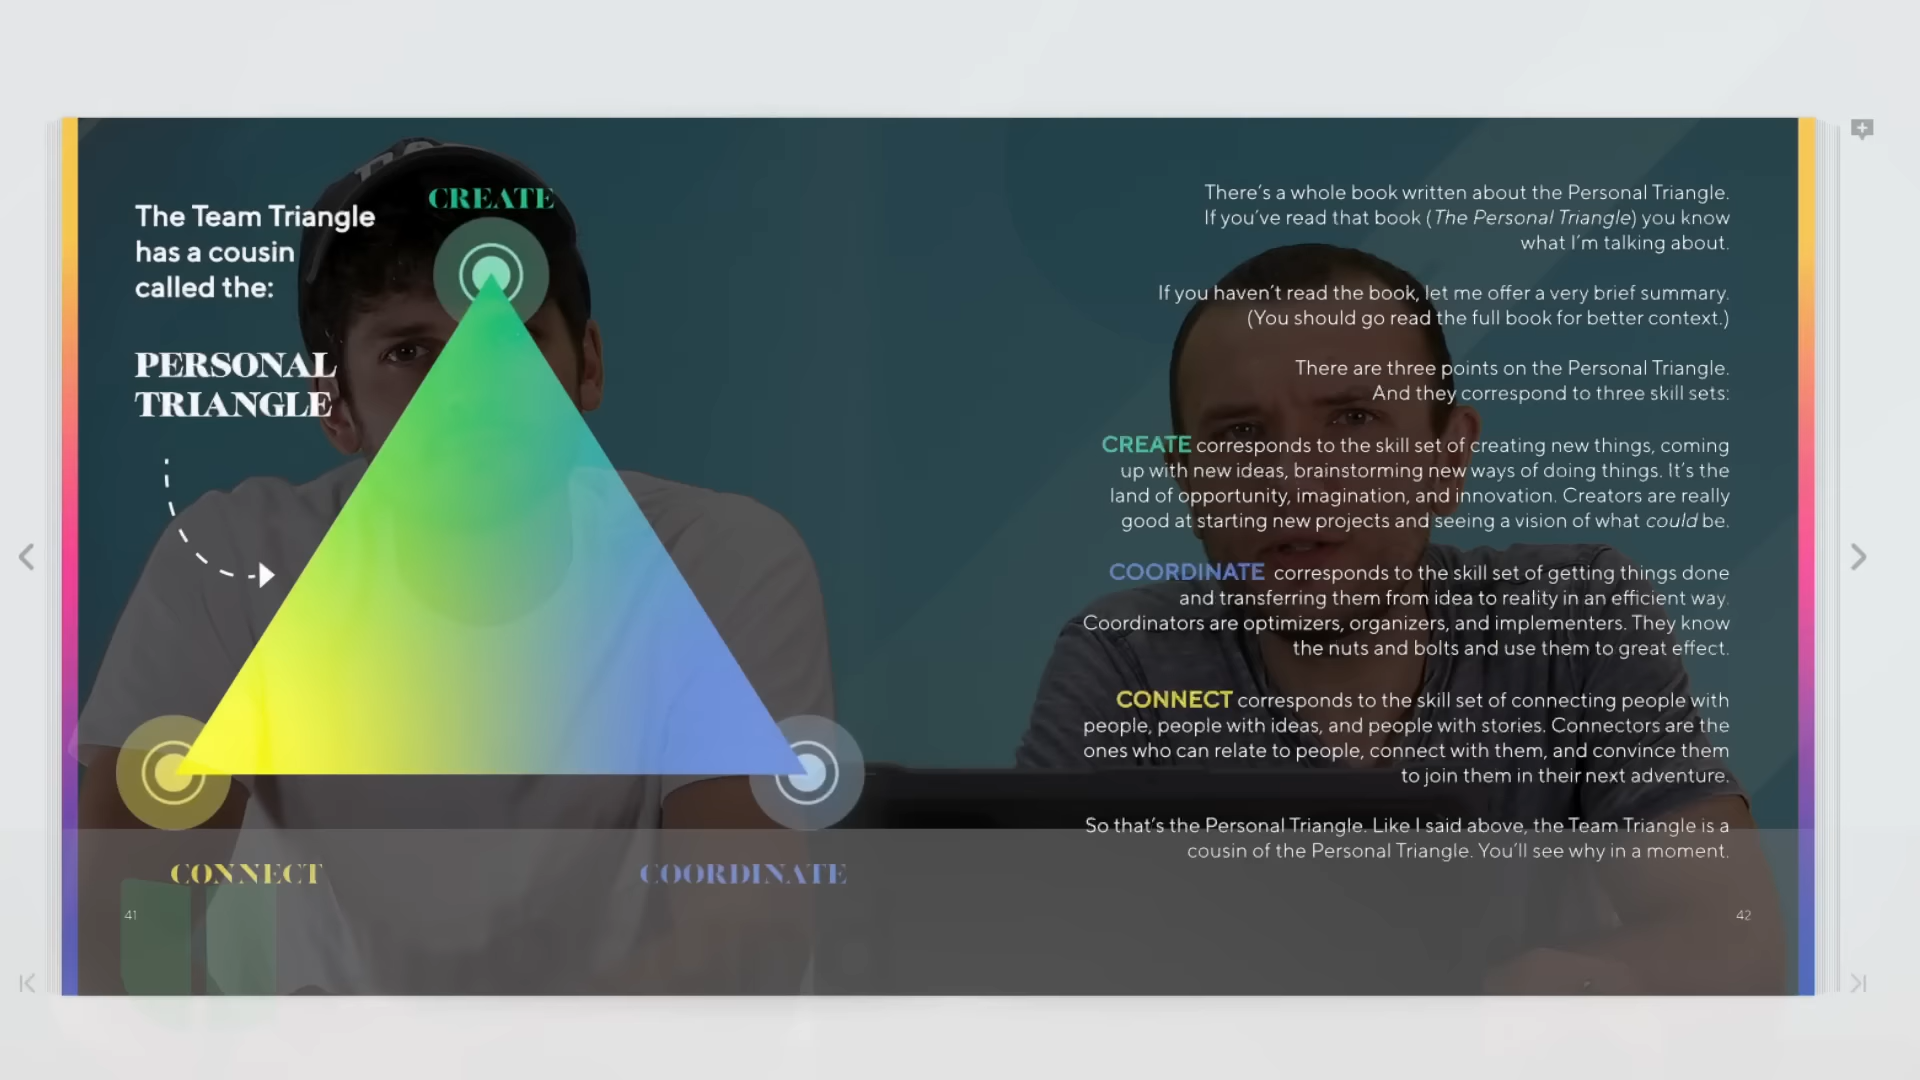 The Team Triangle
has a cousin
called the:
PERSONAL
TRIANGLE
CREATE
CONNECT
COORDINATE
41
There's a whole book written about the Personal Triangle.
If you've read that book (The Personal Triangle) you know
what I'm talking about.
If you haven't read the book, let me offer a very brief summary.
(You should go read the full book for better context.)
There are three points on the Personal Triangle.
And they correspond to three skill sets:
CREATE corresponds to the skill set of creating new things, coming
up with new ideas, brainstorming new ways of doing things. It's the
land of opportunity, imagination, and innovation. Creators are really
good at starting new projects and seeing a vision of what could be.
COORDINATE corresponds to the skill set of getting things done
and transferring them from idea to reality in an efficient way.
Coordinators are optimizers, organizers, and implementers. They know
the nuts and bolts and use them to great effect.
CONNECT corresponds to the skill set of connecting people with
people, people with ideas, and people with stories. Connectors are the
ones who can relate to people, connect with them, and convince them
to join them in their next adventure.
So that's the Personal Triangle. Like I said above, the Team Triangle is a
cousin of the Personal Triangle. You'll see why in a moment.
42